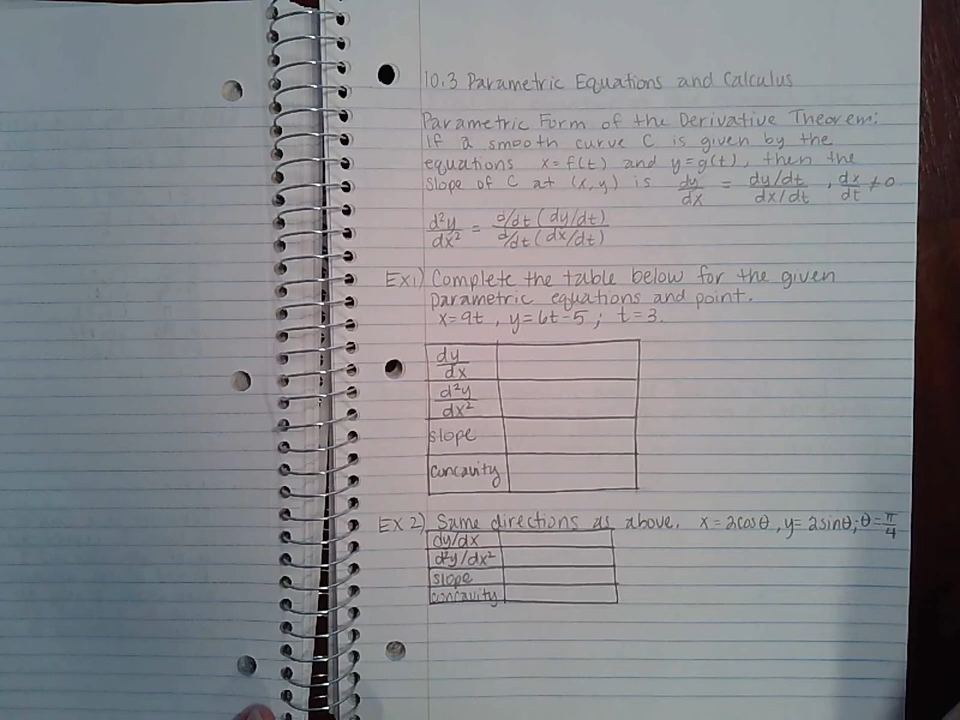 10.3 Parametric Equations and Calculus
Parametric Form of the Derivative Theorem:
If a smooth curve C is given by the
equations x=f(t) and y=g(t), then the
slope of C at (x,y) is dy/dx = (dy/dt)/(dx/dt), dx/dt ≠ 0
d²y/dx² = d/dt(dy/dt) / d/dt(dx/dt)
EX1) Complete the table below for the given
parametric equations and point.
x=9t, y=6t-5; t=3.
dy/dx
d²y/dx²
slope
concavity
EX 2) Same directions as above. x=2cosθ, y=2sinθ; θ=π/4
dy/dx
d²y/dx²
slope
concavity